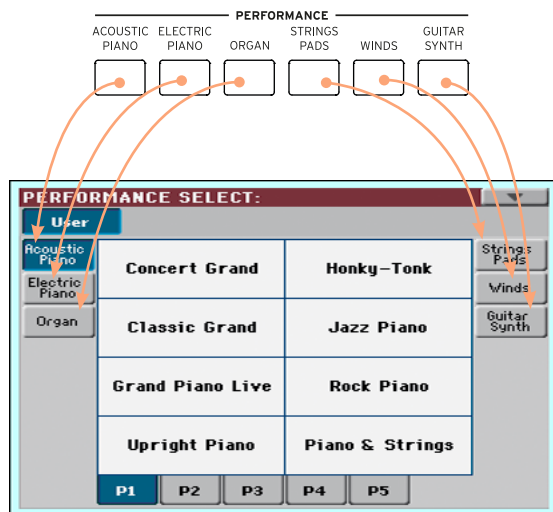 PERFORMANCE
ACOUSTIC PIANO
ELECTRIC PIANO
ORGAN
STRINGS PADS
WINDS
GUITAR SYNTH
PERFORMANCE SELECT:
User
Acoustic Piano
Electric Piano
Organ
Concert Grand
Honky-Tonk
Classic Grand
Jazz Piano
Grand Piano Live
Rock Piano
Upright Piano
Piano & Strings
Strings Pads
Winds
Guitar Synth
P1 P2 P3 P4 P5